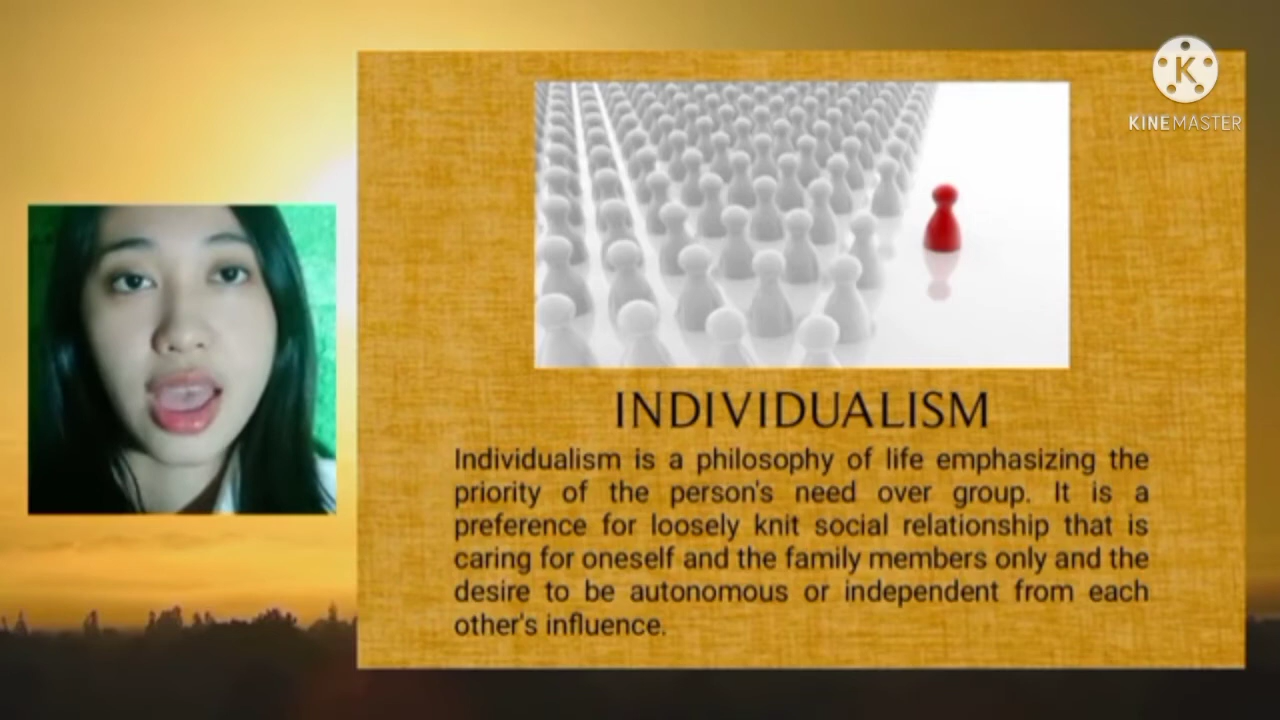 K
KINEMASTER
INDIVIDUALISM
Individualism is a philosophy of life emphasizing the
priority of the person's need over group. It is a
preference for loosely knit social relationship that is
caring for oneself and the family members only and the
desire to be autonomous or independent from each
other's influence.